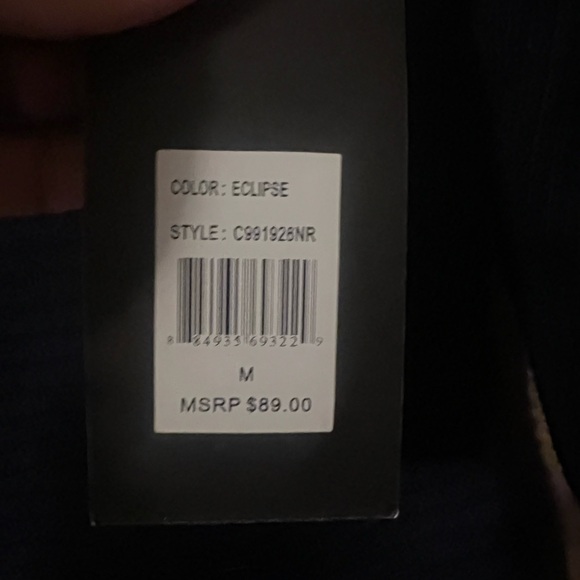 COLOR: ECLIPSE
STYLE: C991926NR
8 84935 69322 9
M
MSRP $89.00